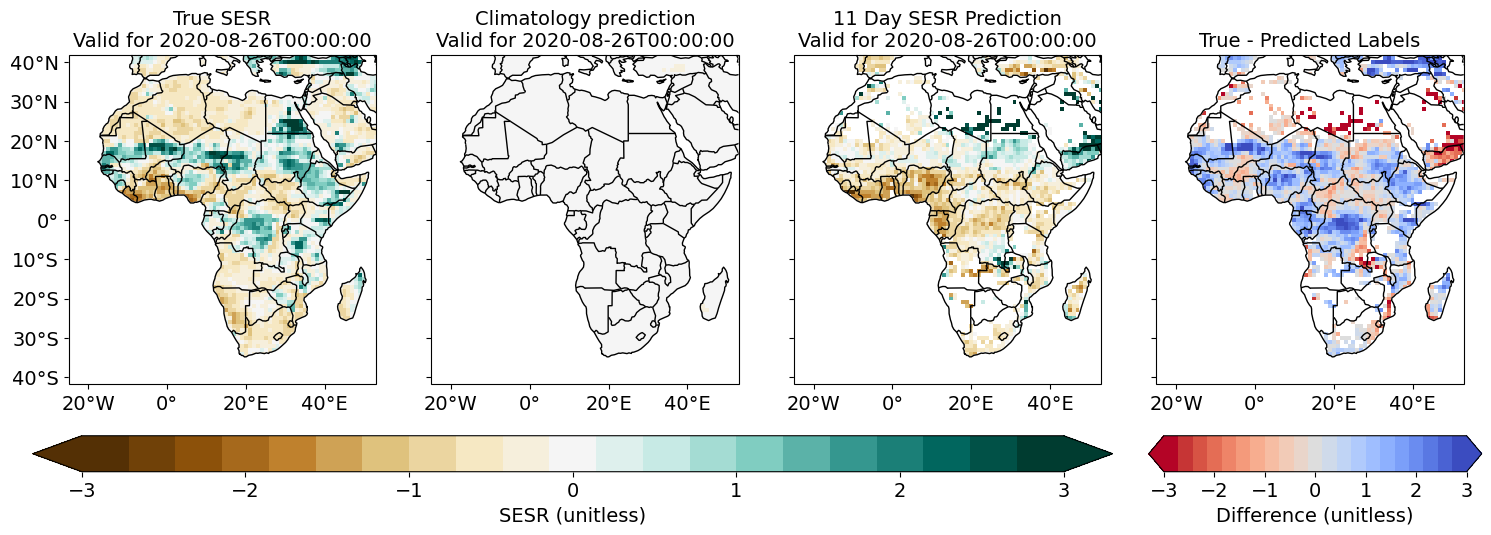 True SESR
Valid for 2020-08-26T00:00:00
Climatology prediction
Valid for 2020-08-26T00:00:00
11 Day SESR Prediction
Valid for 2020-08-26T00:00:00
True - Predicted Labels
40°N
30°N
20°N
10°N
0°
10°S
20°S
30°S
40°S
20°W 0° 20°E 40°E
20°W 0° 20°E 40°E
20°W 0° 20°E 40°E
20°W 0° 20°E 40°E
−3 −2 −1 0 1 2 3
SESR (unitless)
−3 −2 −1 0 1 2 3
Difference (unitless)